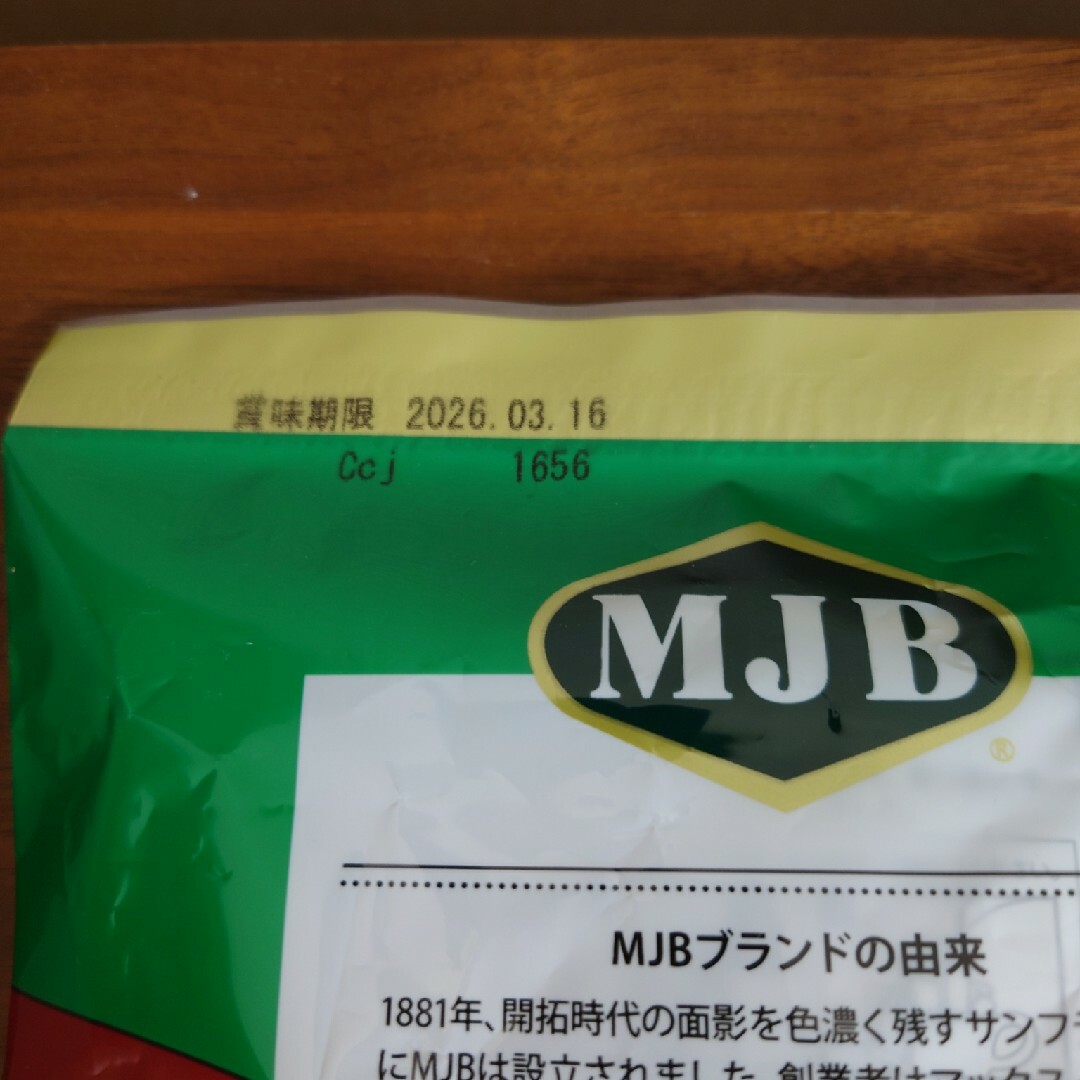 賞味期限 2026.03.16
Ccj 1656
MJB
®
MJBブランドの由来
1881年、開拓時代の面影を色濃く残すサンフ
にMJBは設立されました。創業者はマックス